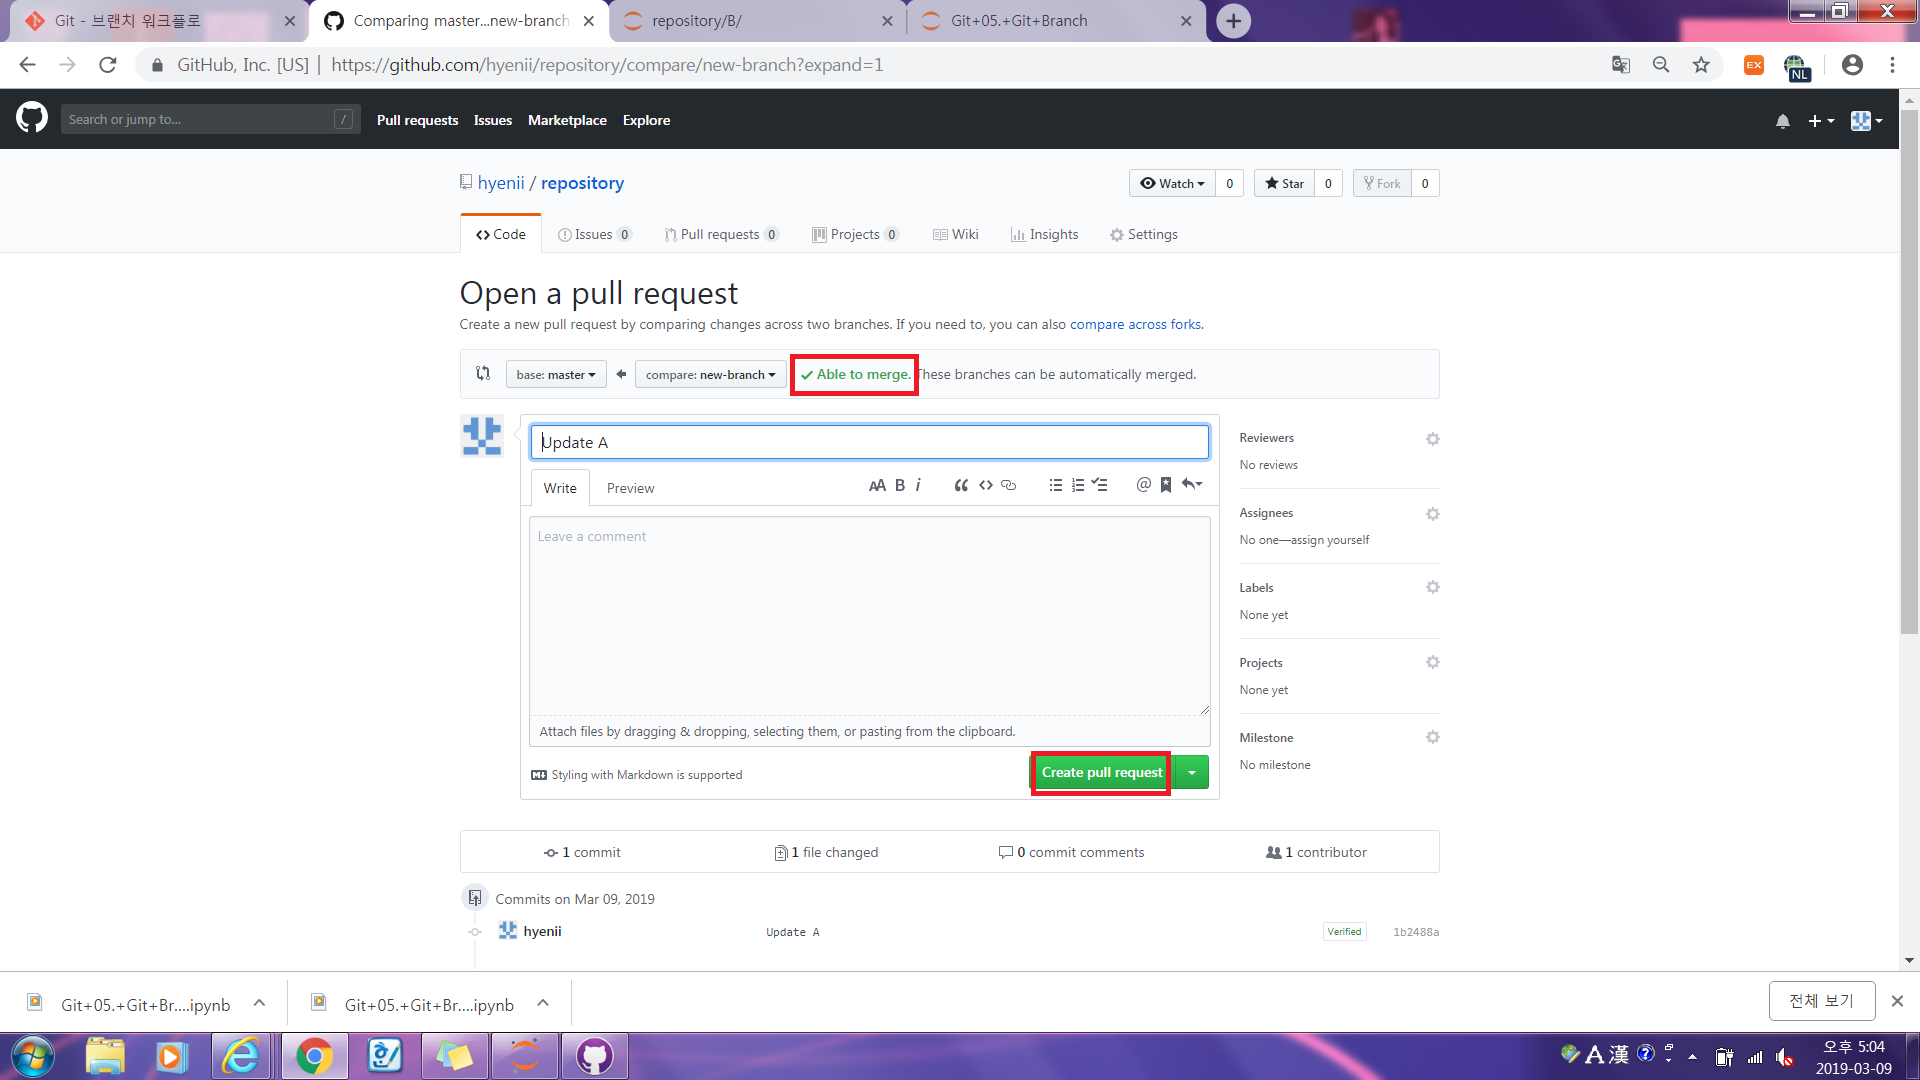 Git - 브랜치 워크플로
Comparing master...new-branch
repository/B/
Git+05.+Git+Branch
GitHub, Inc. [US] | https://github.com/hyenii/repository/compare/new-branch?expand=1
EX
NL
Search or jump to... /
Pull requests Issues Marketplace Explore
hyenii / repository
Watch 0 Star 0 Fork 0
Code Issues 0 Pull requests 0 Projects 0 Wiki Insights Settings
Open a pull request
Create a new pull request by comparing changes across two branches. If you need to, you can also compare across forks.
base: master compare: new-branch Able to merge. These branches can be automatically merged.
Update A
Write Preview
AA B i
Leave a comment
Attach files by dragging & dropping, selecting them, or pasting from the clipboard.
Styling with Markdown is supported
Create pull request
Reviewers
No reviews
Assignees
No one—assign yourself
Labels
None yet
Projects
None yet
Milestone
No milestone
1 commit 1 file changed 0 commit comments 1 contributor
Commits on Mar 09, 2019
hyenii Update A Verified 1b2488a
Git+05.+Git+Br....ipynb
Git+05.+Git+Br....ipynb
전체 보기
A 漢
오후 5:04
2019-03-09